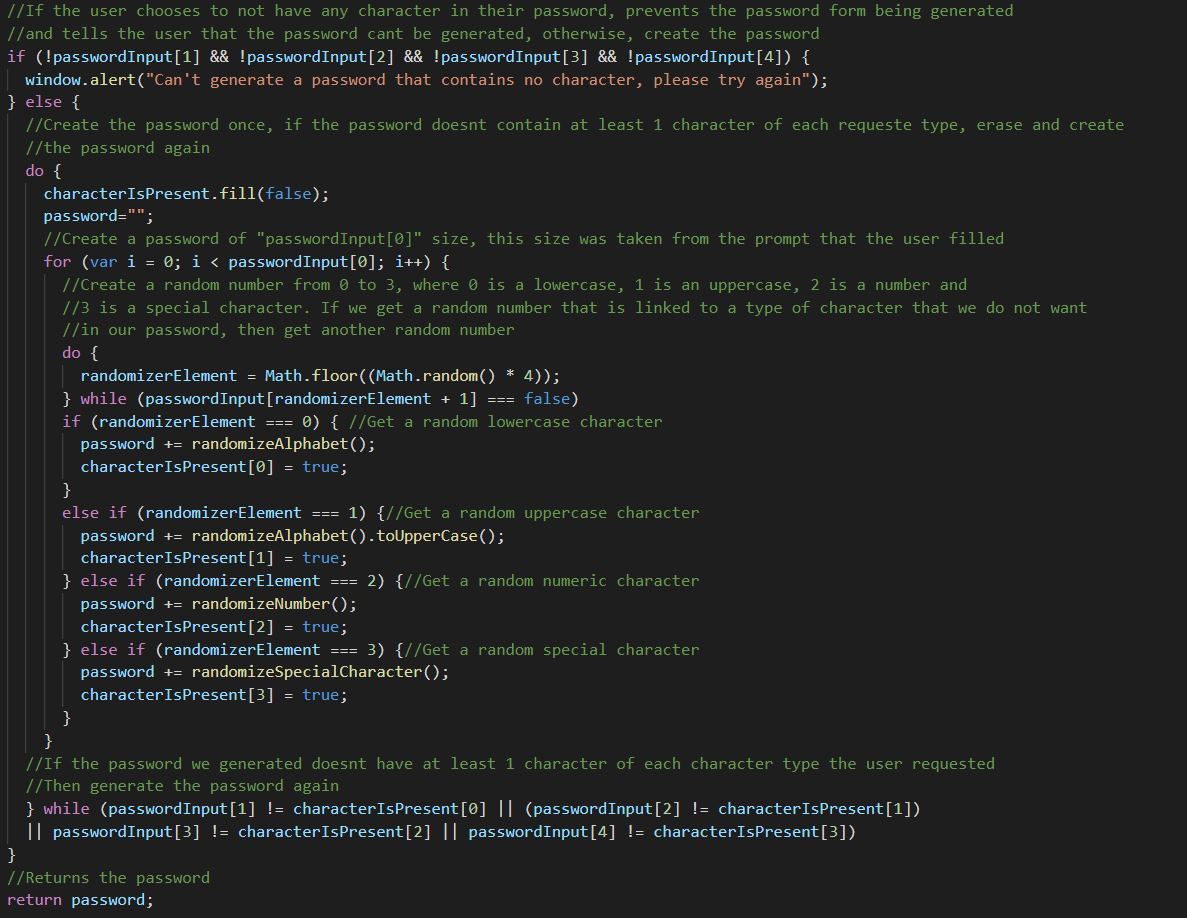 //If the user chooses to not have any character in their password, prevents the password form being generated
//and tells the user that the password cant be generated, otherwise, create the password
if (!passwordInput[1] && !passwordInput[2] && !passwordInput[3] && !passwordInput[4]) {
  window.alert("Can't generate a password that contains no character, please try again");
} else {
  //Create the password once, if the password doesnt contain at least 1 character of each requeste type, erase and create
  //the password again
  do {
    characterIsPresent.fill(false);
    password="";
    //Create a password of "passwordInput[0]" size, this size was taken from the prompt that the user filled
    for (var i = 0; i < passwordInput[0]; i++) {
      //Create a random number from 0 to 3, where 0 is a lowercase, 1 is an uppercase, 2 is a number and
      //3 is a special character. If we get a random number that is linked to a type of character that we do not want
      //in our password, then get another random number
      do {
        randomizerElement = Math.floor((Math.random() * 4));
      } while (passwordInput[randomizerElement + 1] === false)
      if (randomizerElement === 0) { //Get a random lowercase character
        password += randomizeAlphabet();
        characterIsPresent[0] = true;
      }
      else if (randomizerElement === 1) {//Get a random uppercase character
        password += randomizeAlphabet().toUpperCase();
        characterIsPresent[1] = true;
      } else if (randomizerElement === 2) {//Get a random numeric character
        password += randomizeNumber();
        characterIsPresent[2] = true;
      } else if (randomizerElement === 3) {//Get a random special character
        password += randomizeSpecialCharacter();
        characterIsPresent[3] = true;
      }
    }
  //If the password we generated doesnt have at least 1 character of each character type the user requested
  //Then generate the password again
  } while (passwordInput[1] != characterIsPresent[0] || (passwordInput[2] != characterIsPresent[1])
  || passwordInput[3] != characterIsPresent[2] || passwordInput[4] != characterIsPresent[3])
}
//Returns the password
return password;